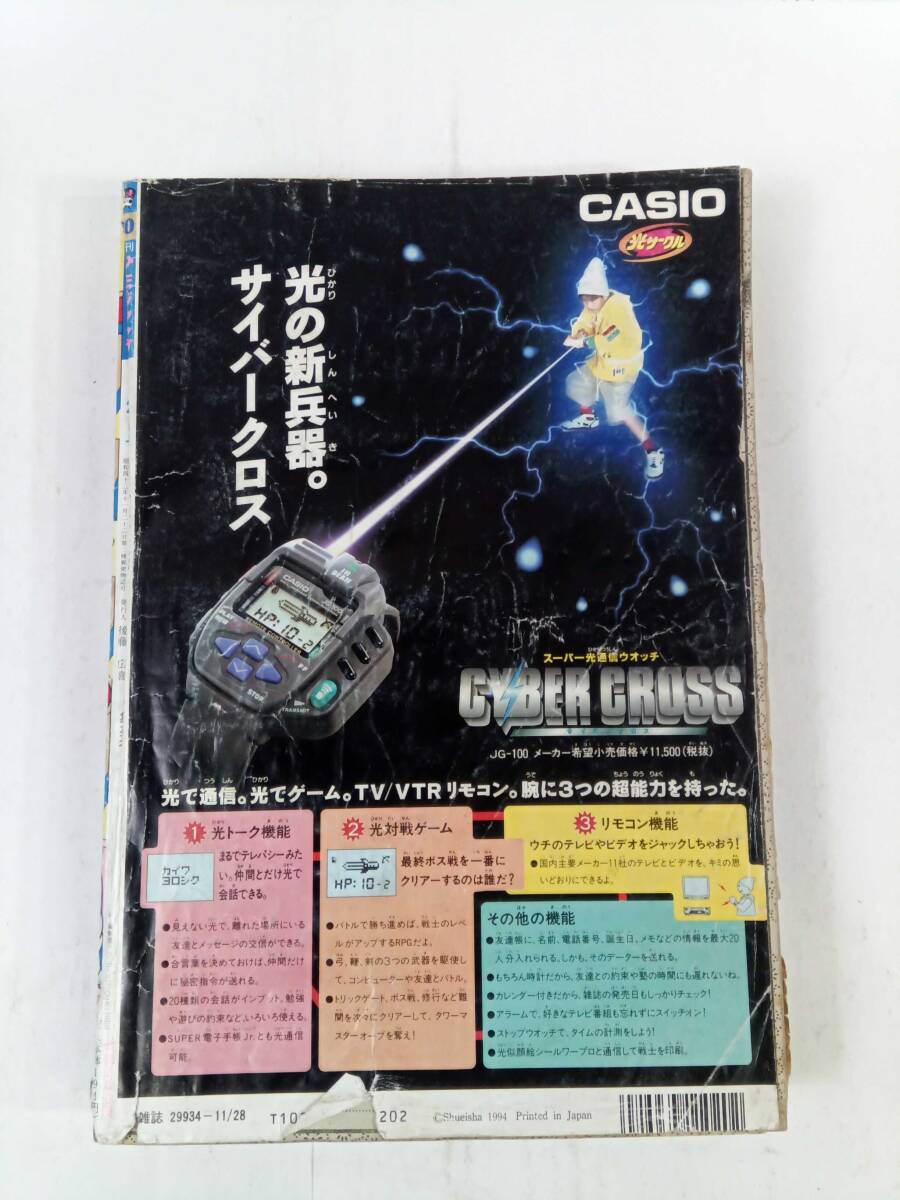 CASIO
光サークル
光の新兵器。
サイバークロス
CASIO
HP:10-2
STOP
TRANSMIT
スーパー光通信ウオッチ
CYBER CROSS
サイバークロス
JG-100 メーカー希望小売価格¥11,500(税抜)
光で通信。光でゲーム。TV/VTRリモコン。腕に3つの超能力を持った。
1 光トーク機能
カイワ
ヨロシク
まるでテレパシーみた
い。仲間とだけ光で
会話できる。
●見えない光で、離れた場所にいる
友達とメッセージの交信ができる。
●合言葉を決めておけば、仲間だけ
に秘密指令が送れる。
●20種類の会話がインプット。勉強
や遊びの約束など、いろいろ使える。
●SUPER電子手帳Jr.とも光通信
可能。
2 光対戦ゲーム
HP:10-2
最終ボス戦を一番に
クリアーするのは誰だ?
●バトルで勝ち進めば、戦士のレベ
ルがアップするRPGだよ。
●弓、鞭、剣の3つの武器を駆使し
て、コンピューターや友達とバトル。
●トリックゲート、ボス戦、修行など難
関を次々にクリアーして、タワーマ
スターオーブを奪え!
3 リモコン機能
ウチのテレビやビデオをジャックしちゃおう!
●国内主要メーカー11社のテレビとビデオを、キミの思
いどおりにできるよ。
その他の機能
●友達帳に、名前、電話番号、誕生日、メモなどの情報を最大20
人分入れられる。しかも、そのデーターを送れる。
●もちろん時計だから、友達との約束や塾の時間にも遅れないね。
●カレンダー付きだから、雑誌の発売日もしっかりチェック!
●アラームで、好きなテレビ番組も忘れずにスイッチオン!
●ストップウオッチで、タイムの計測をしよう!
●光似顔絵シールワープロと通信して戦士を印刷。
雑誌 29934-11/28
T10
202
©Shueisha 1994 Printed in Japan